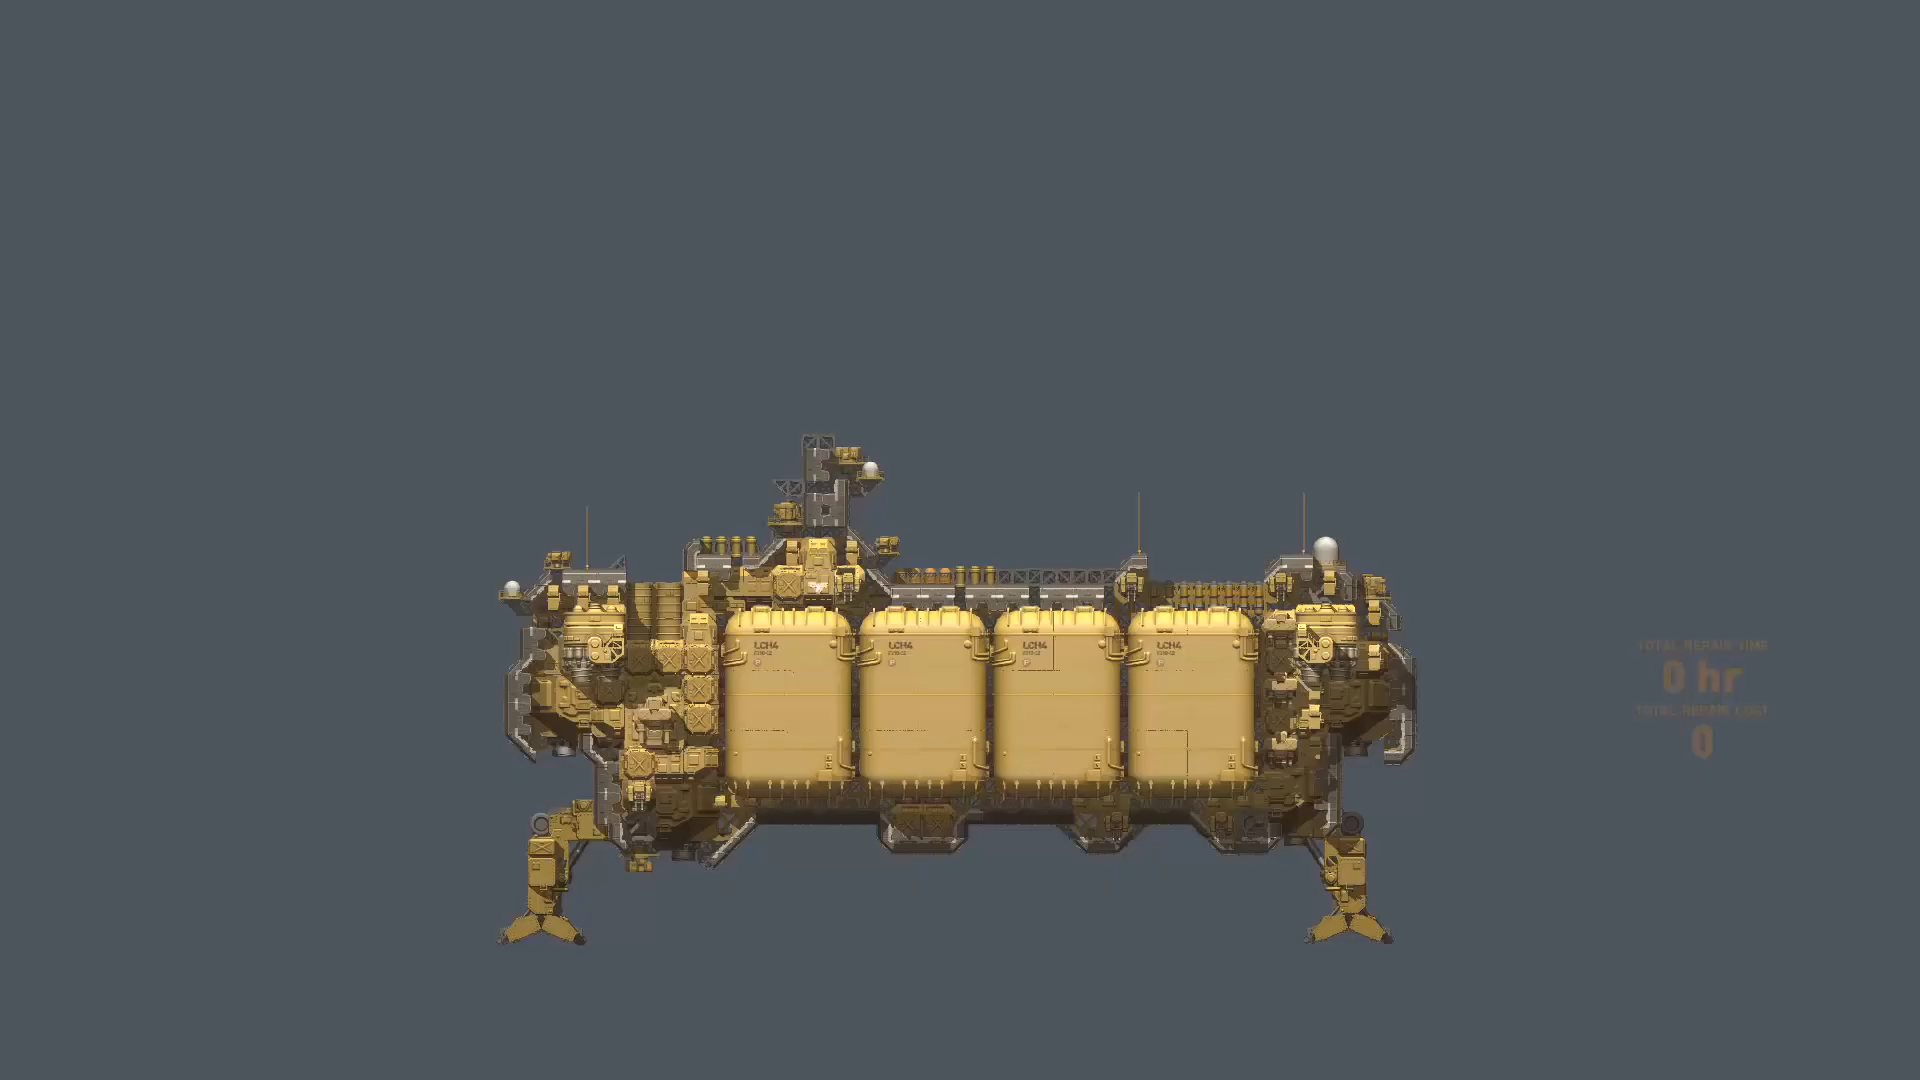 LCH4
LCH4
LCH4
LCH4
TOTAL REPAIR TIME
0 hr
TOTAL REPAIR COST
0